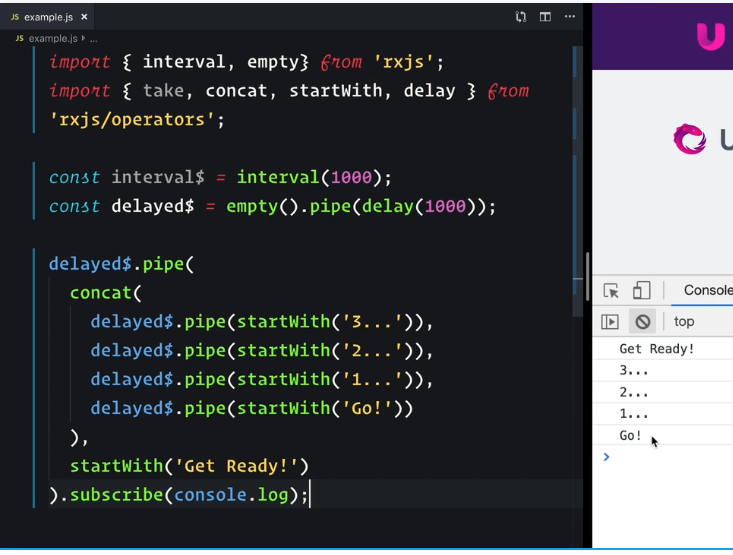 JS example.js ×
JS example.js › ...
import { interval, empty} from 'rxjs';
import { take, concat, startWith, delay } from
'rxjs/operators';
const interval$ = interval(1000);
const delayed$ = empty().pipe(delay(1000));
delayed$.pipe(
concat(
delayed$.pipe(startWith('3...')),
delayed$.pipe(startWith('2...')),
delayed$.pipe(startWith('1...')),
delayed$.pipe(startWith('Go!'))
),
startWith('Get Ready!')
).subscribe(console.log);
U
Console
top
Get Ready!
3...
2...
1...
Go!